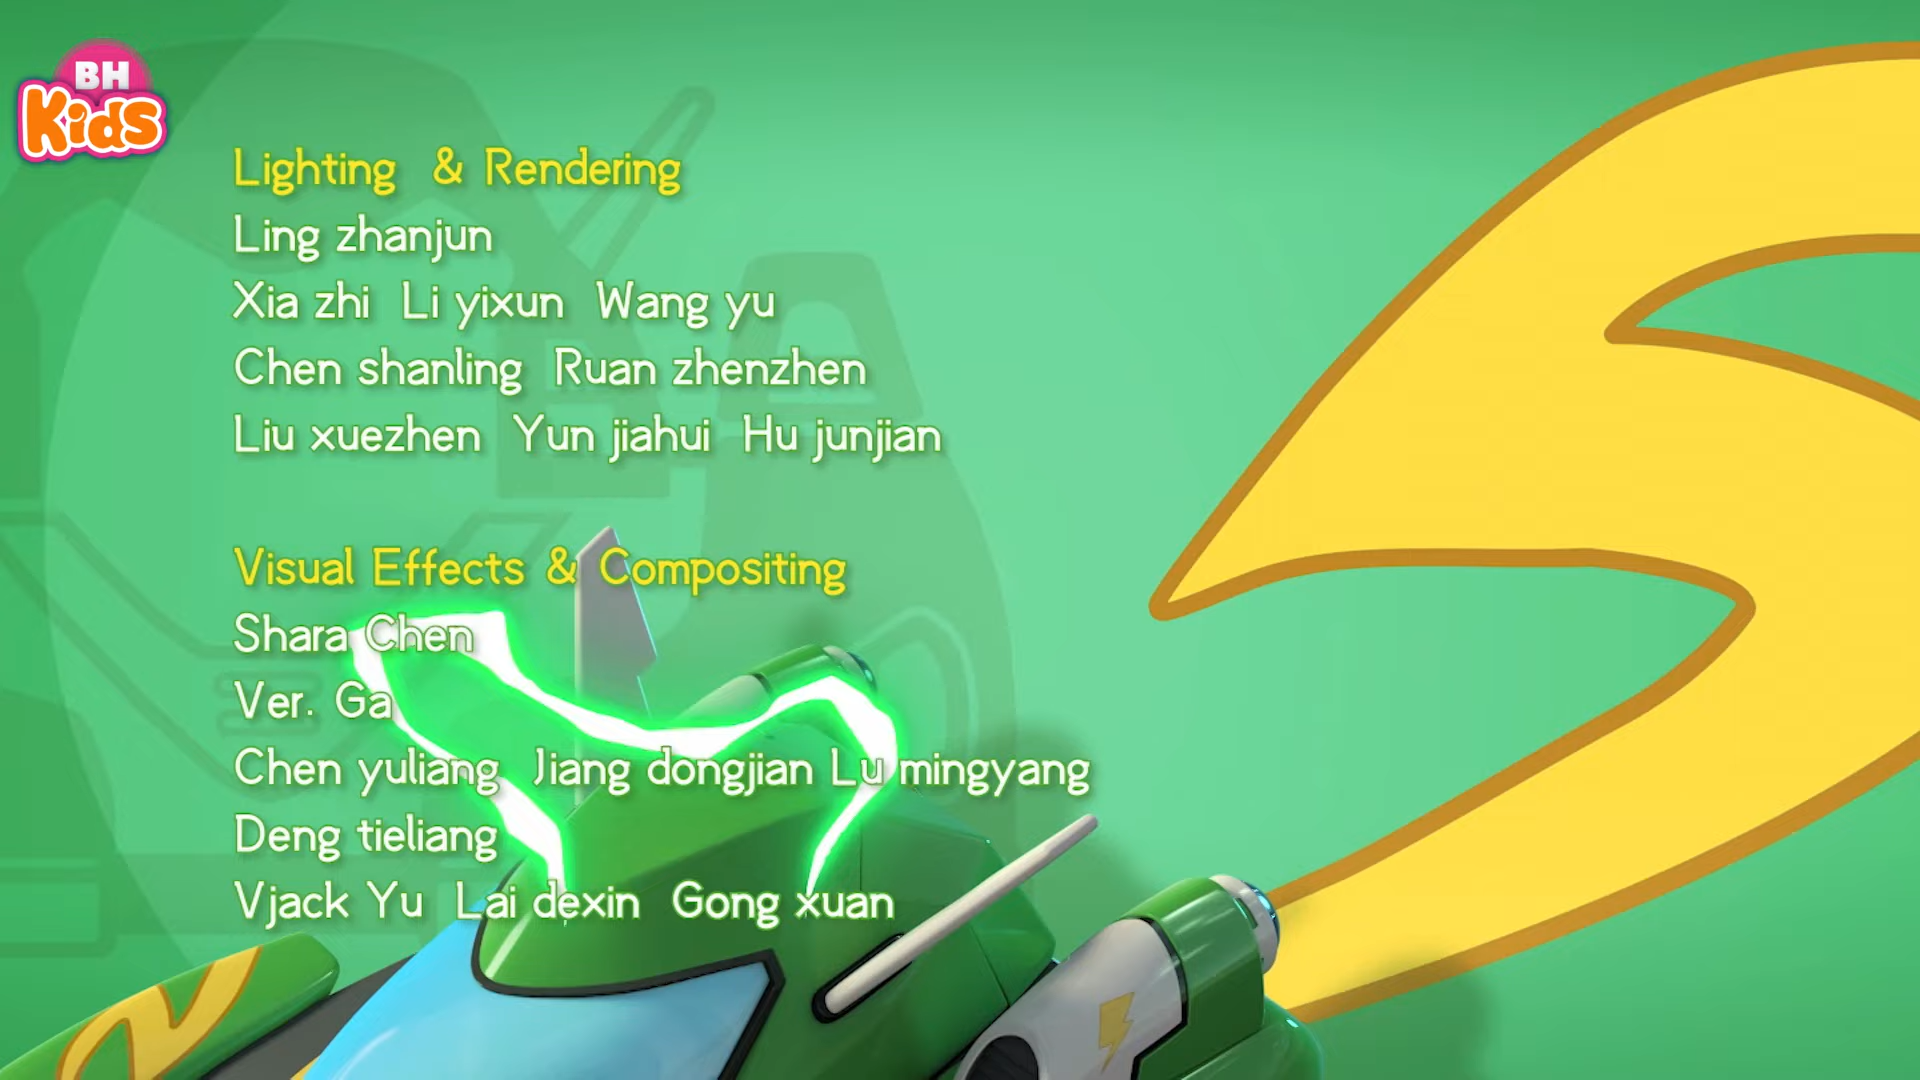 BH
Kids
Lighting & Rendering
Ling zhanjun
Xia zhi Li yixun Wang yu
Chen shanling Ruan zhenzhen
Liu xuezhen Yun jiahui Hu junjian
Visual Effects & Compositing
Shara Chen
Ver. Ga
Chen yuliang Jiang dongjian Lu mingyang
Deng tieliang
Vjack Yu Lai dexin Gong xuan